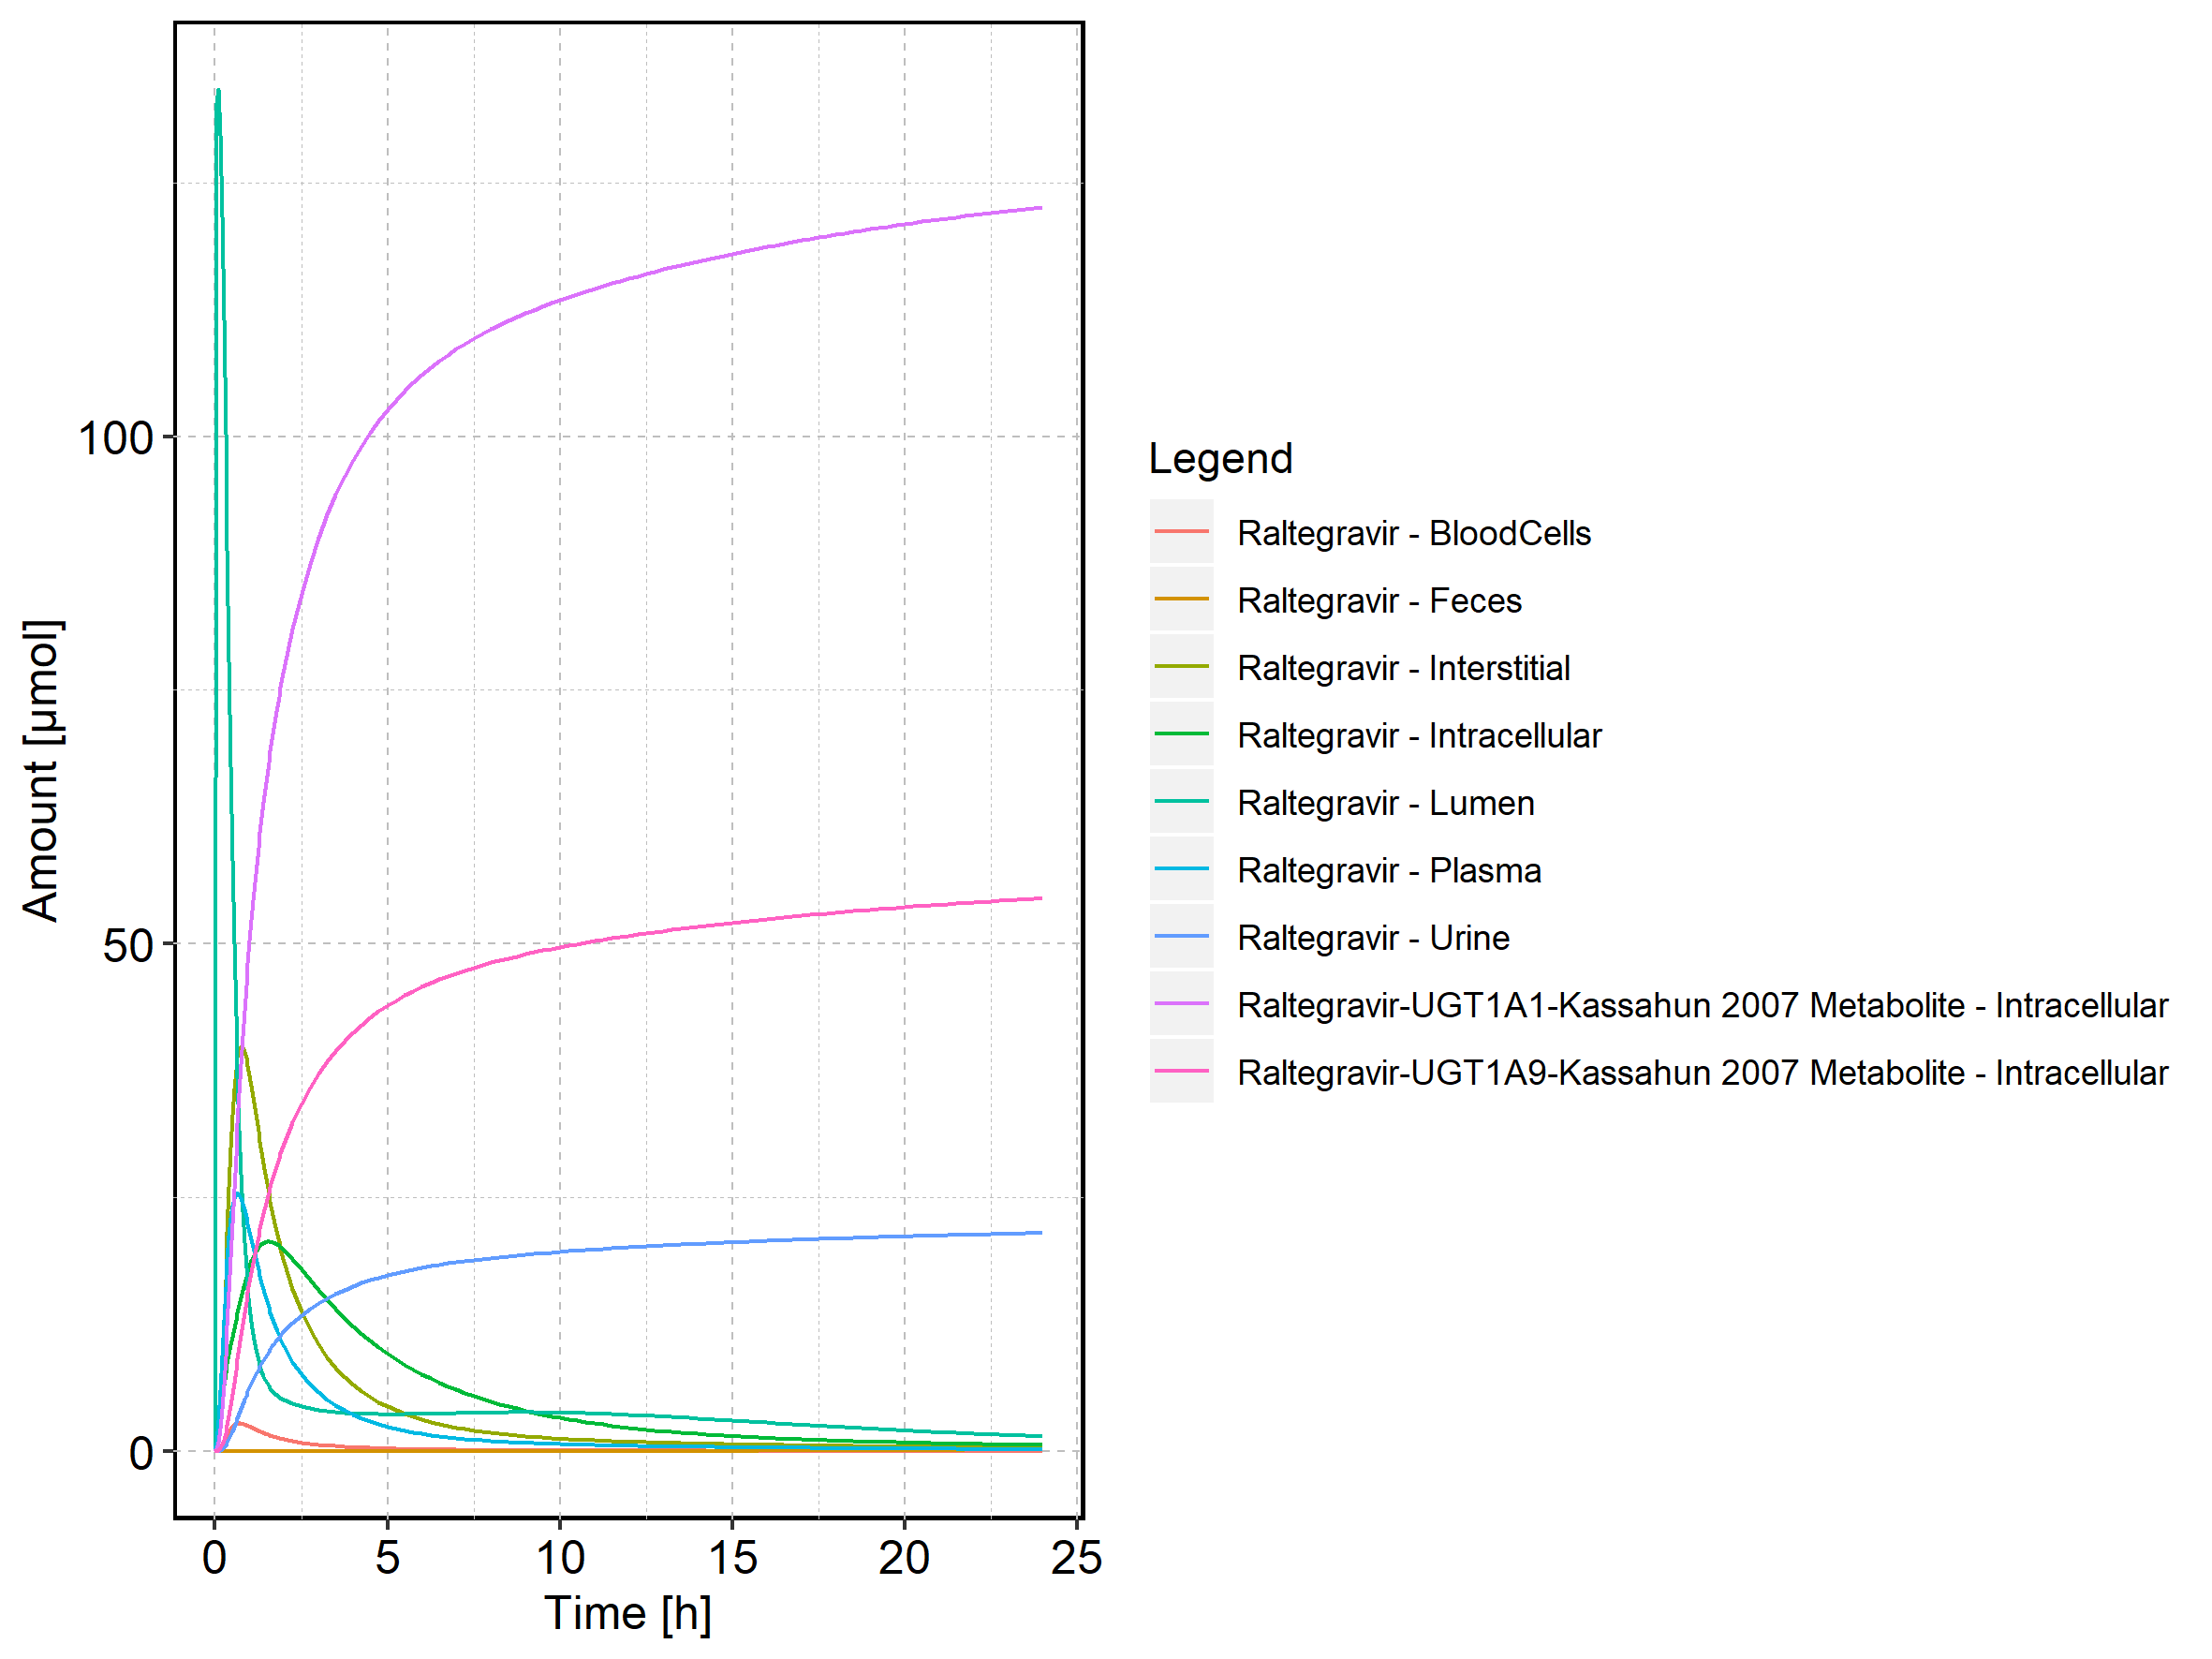 Amount [µmol]
100
50
0
0 5 10 15 20 25
Time [h]
Legend
Raltegravir - BloodCells
Raltegravir - Feces
Raltegravir - Interstitial
Raltegravir - Intracellular
Raltegravir - Lumen
Raltegravir - Plasma
Raltegravir - Urine
Raltegravir-UGT1A1-Kassahun 2007 Metabolite - Intracellular
Raltegravir-UGT1A9-Kassahun 2007 Metabolite - Intracellular